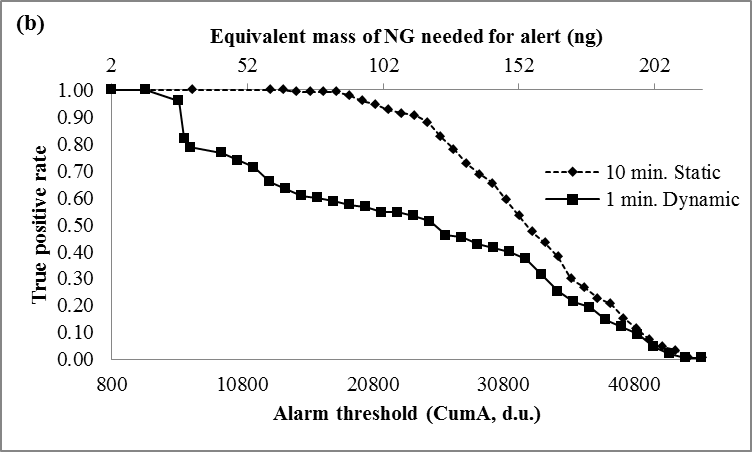 (b)
Equivalent mass of NG needed for alert (ng)
2 52 102 152 202
1.00
0.90
0.80
0.70
0.60
0.50
0.40
0.30
0.20
0.10
0.00
True positive rate
10 min. Static
1 min. Dynamic
800 10800 20800 30800 40800
Alarm threshold (CumA, d.u.)